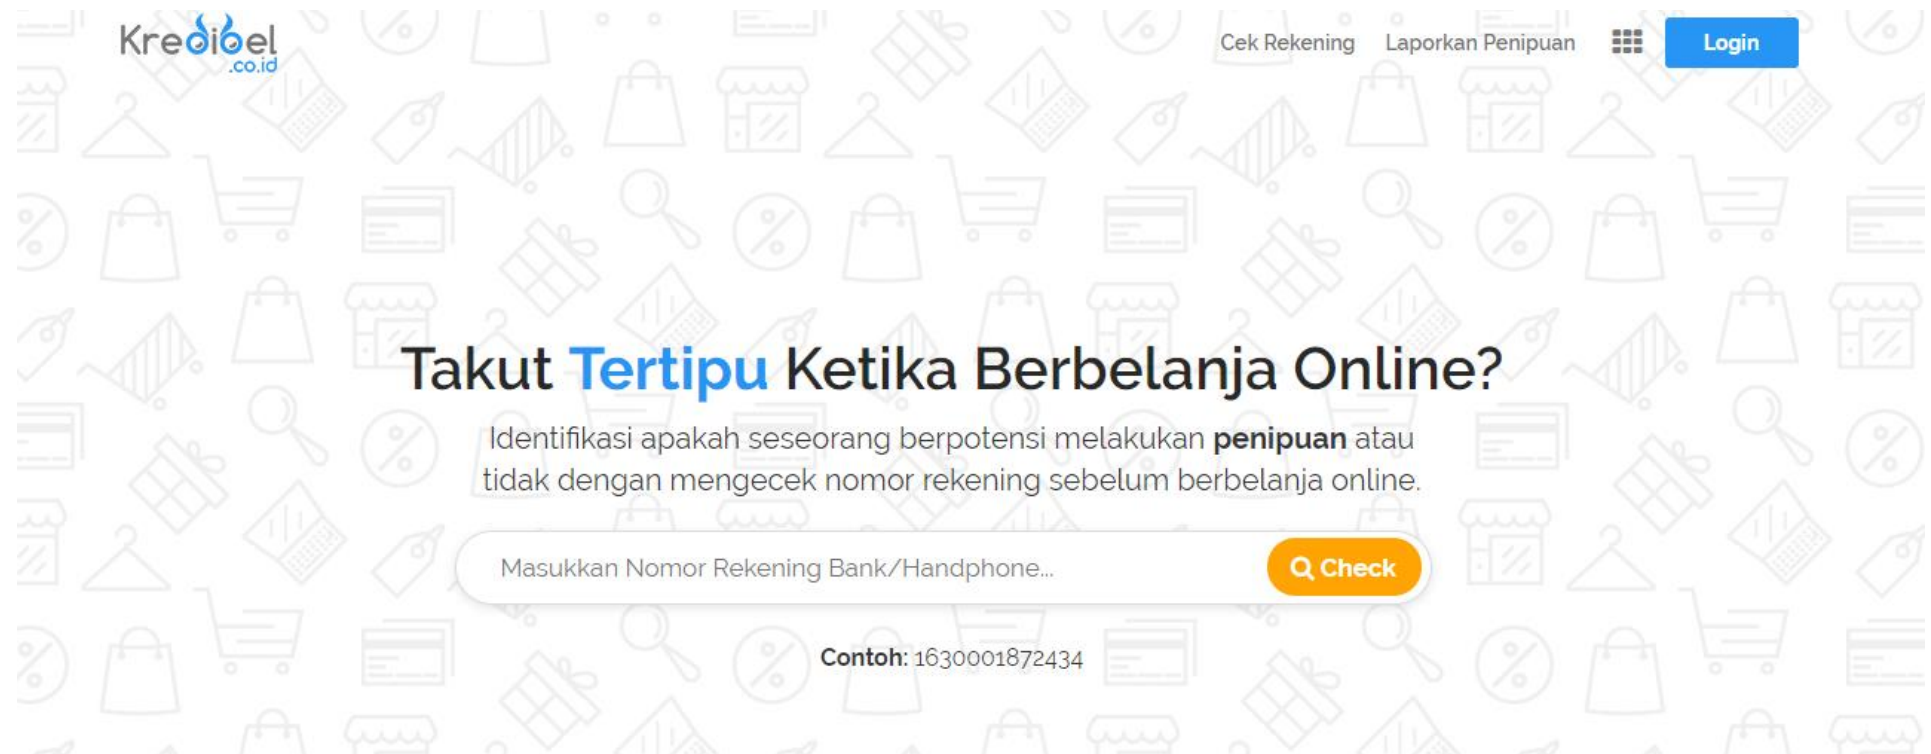 Kredibel
.co.id
Cek Rekening
Laporkan Penipuan
Login
Takut Tertipu Ketika Berbelanja Online?
Identifikasi apakah seseorang berpotensi melakukan penipuan atau
tidak dengan mengecek nomor rekening sebelum berbelanja online.
Masukkan Nomor Rekening Bank/Handphone...
Check
Contoh: 1630001872434